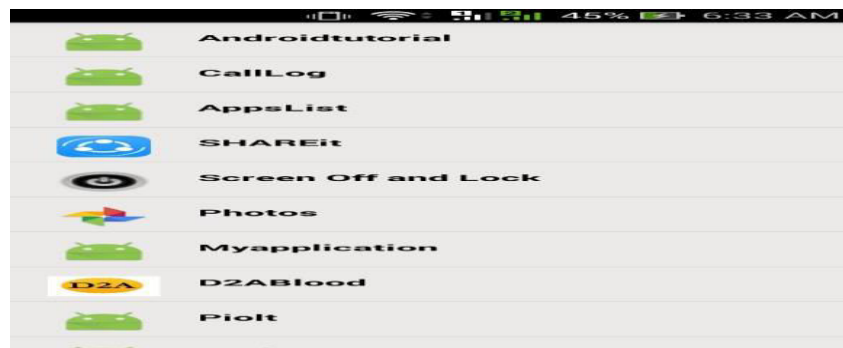 45% 6:33 AM
Androidtutorial
CallLog
AppsList
SHAREit
Screen Off and Lock
Photos
Myapplication
D2A D2ABlood
Piolt